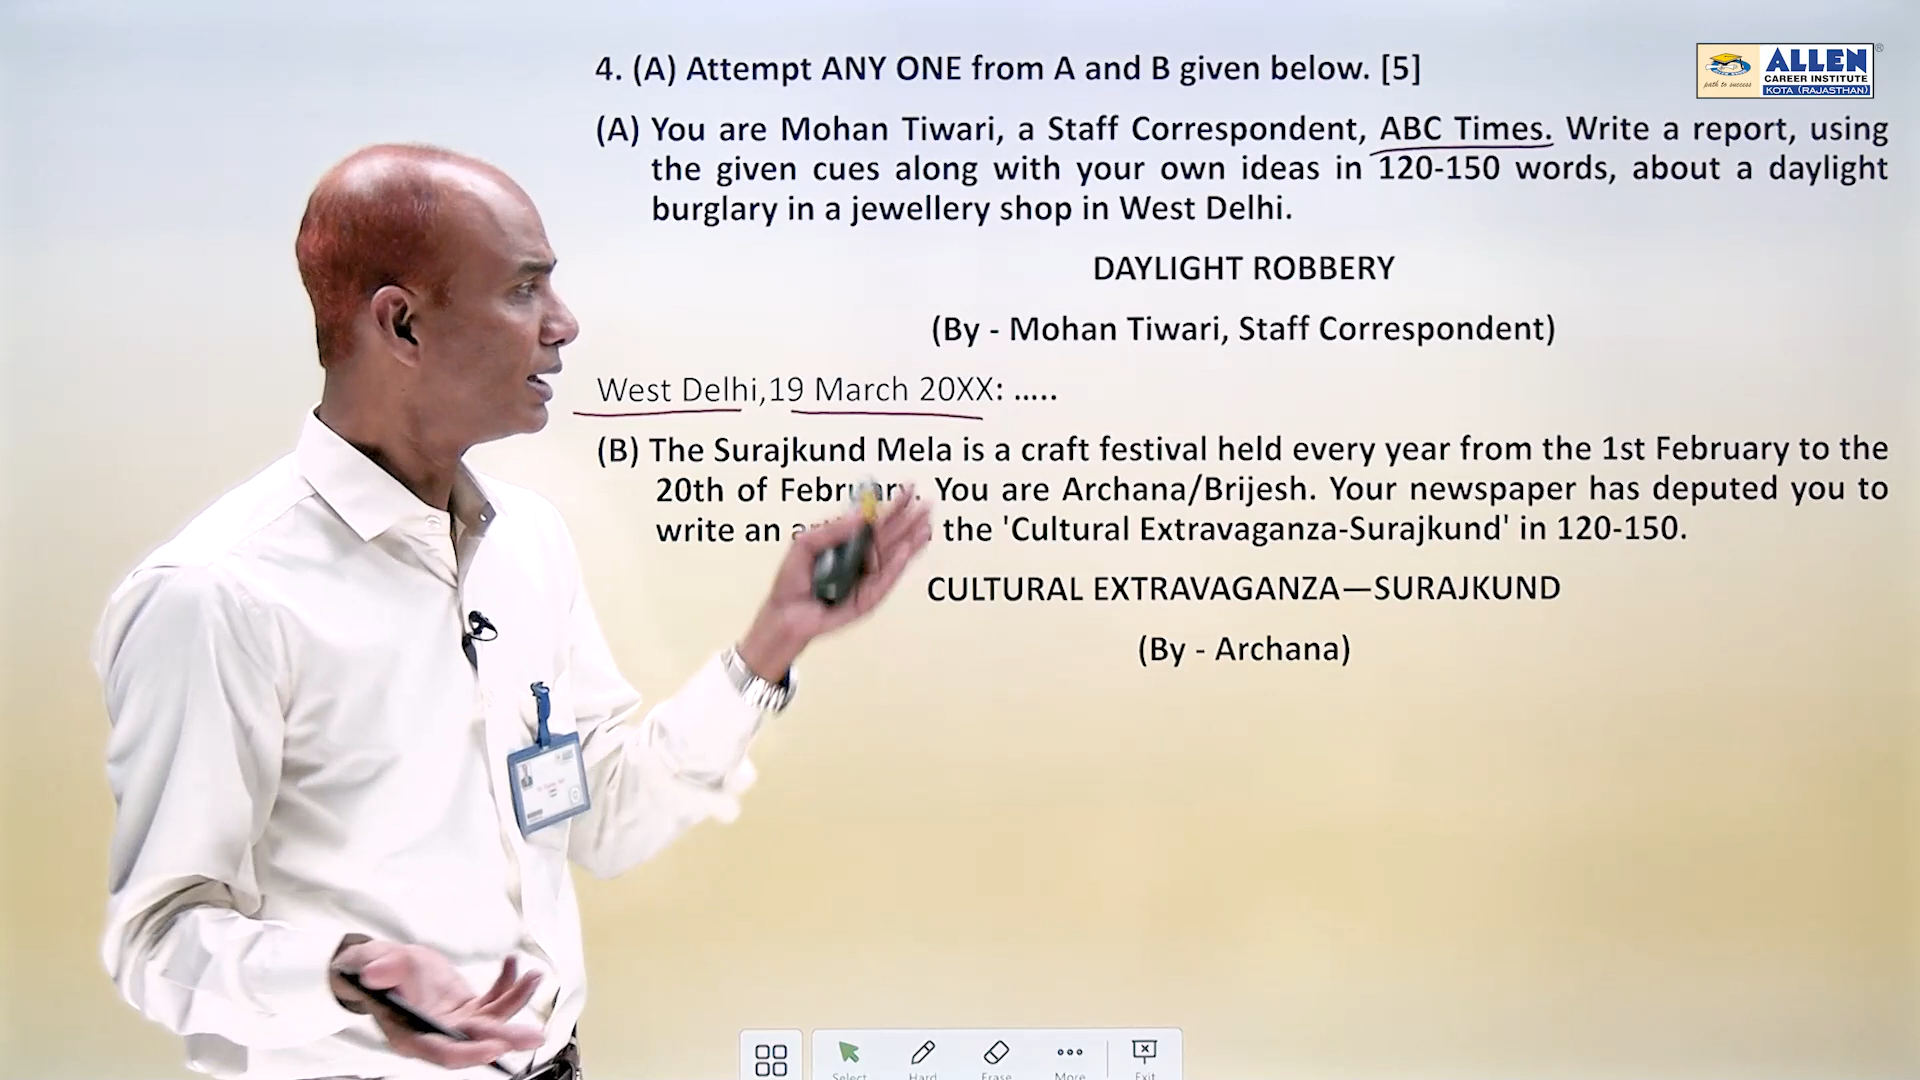 4. (A) Attempt ANY ONE from A and B given below. [5]
ALLEN
CAREER INSTITUTE
KOTA (RAJASTHAN)
path to success
(A) You are Mohan Tiwari, a Staff Correspondent, ABC Times. Write a report, using
the given cues along with your own ideas in 120-150 words, about a daylight
burglary in a jewellery shop in West Delhi.
DAYLIGHT ROBBERY
(By - Mohan Tiwari, Staff Correspondent)
West Delhi,19 March 20XX: .....
(B) The Surajkund Mela is a craft festival held every year from the 1st February to the
20th of February. You are Archana/Brijesh. Your newspaper has deputed you to
write an the 'Cultural Extravaganza-Surajkund' in 120-150.
CULTURAL EXTRAVAGANZA—SURAJKUND
(By - Archana)
Select Hard Erase More Exit